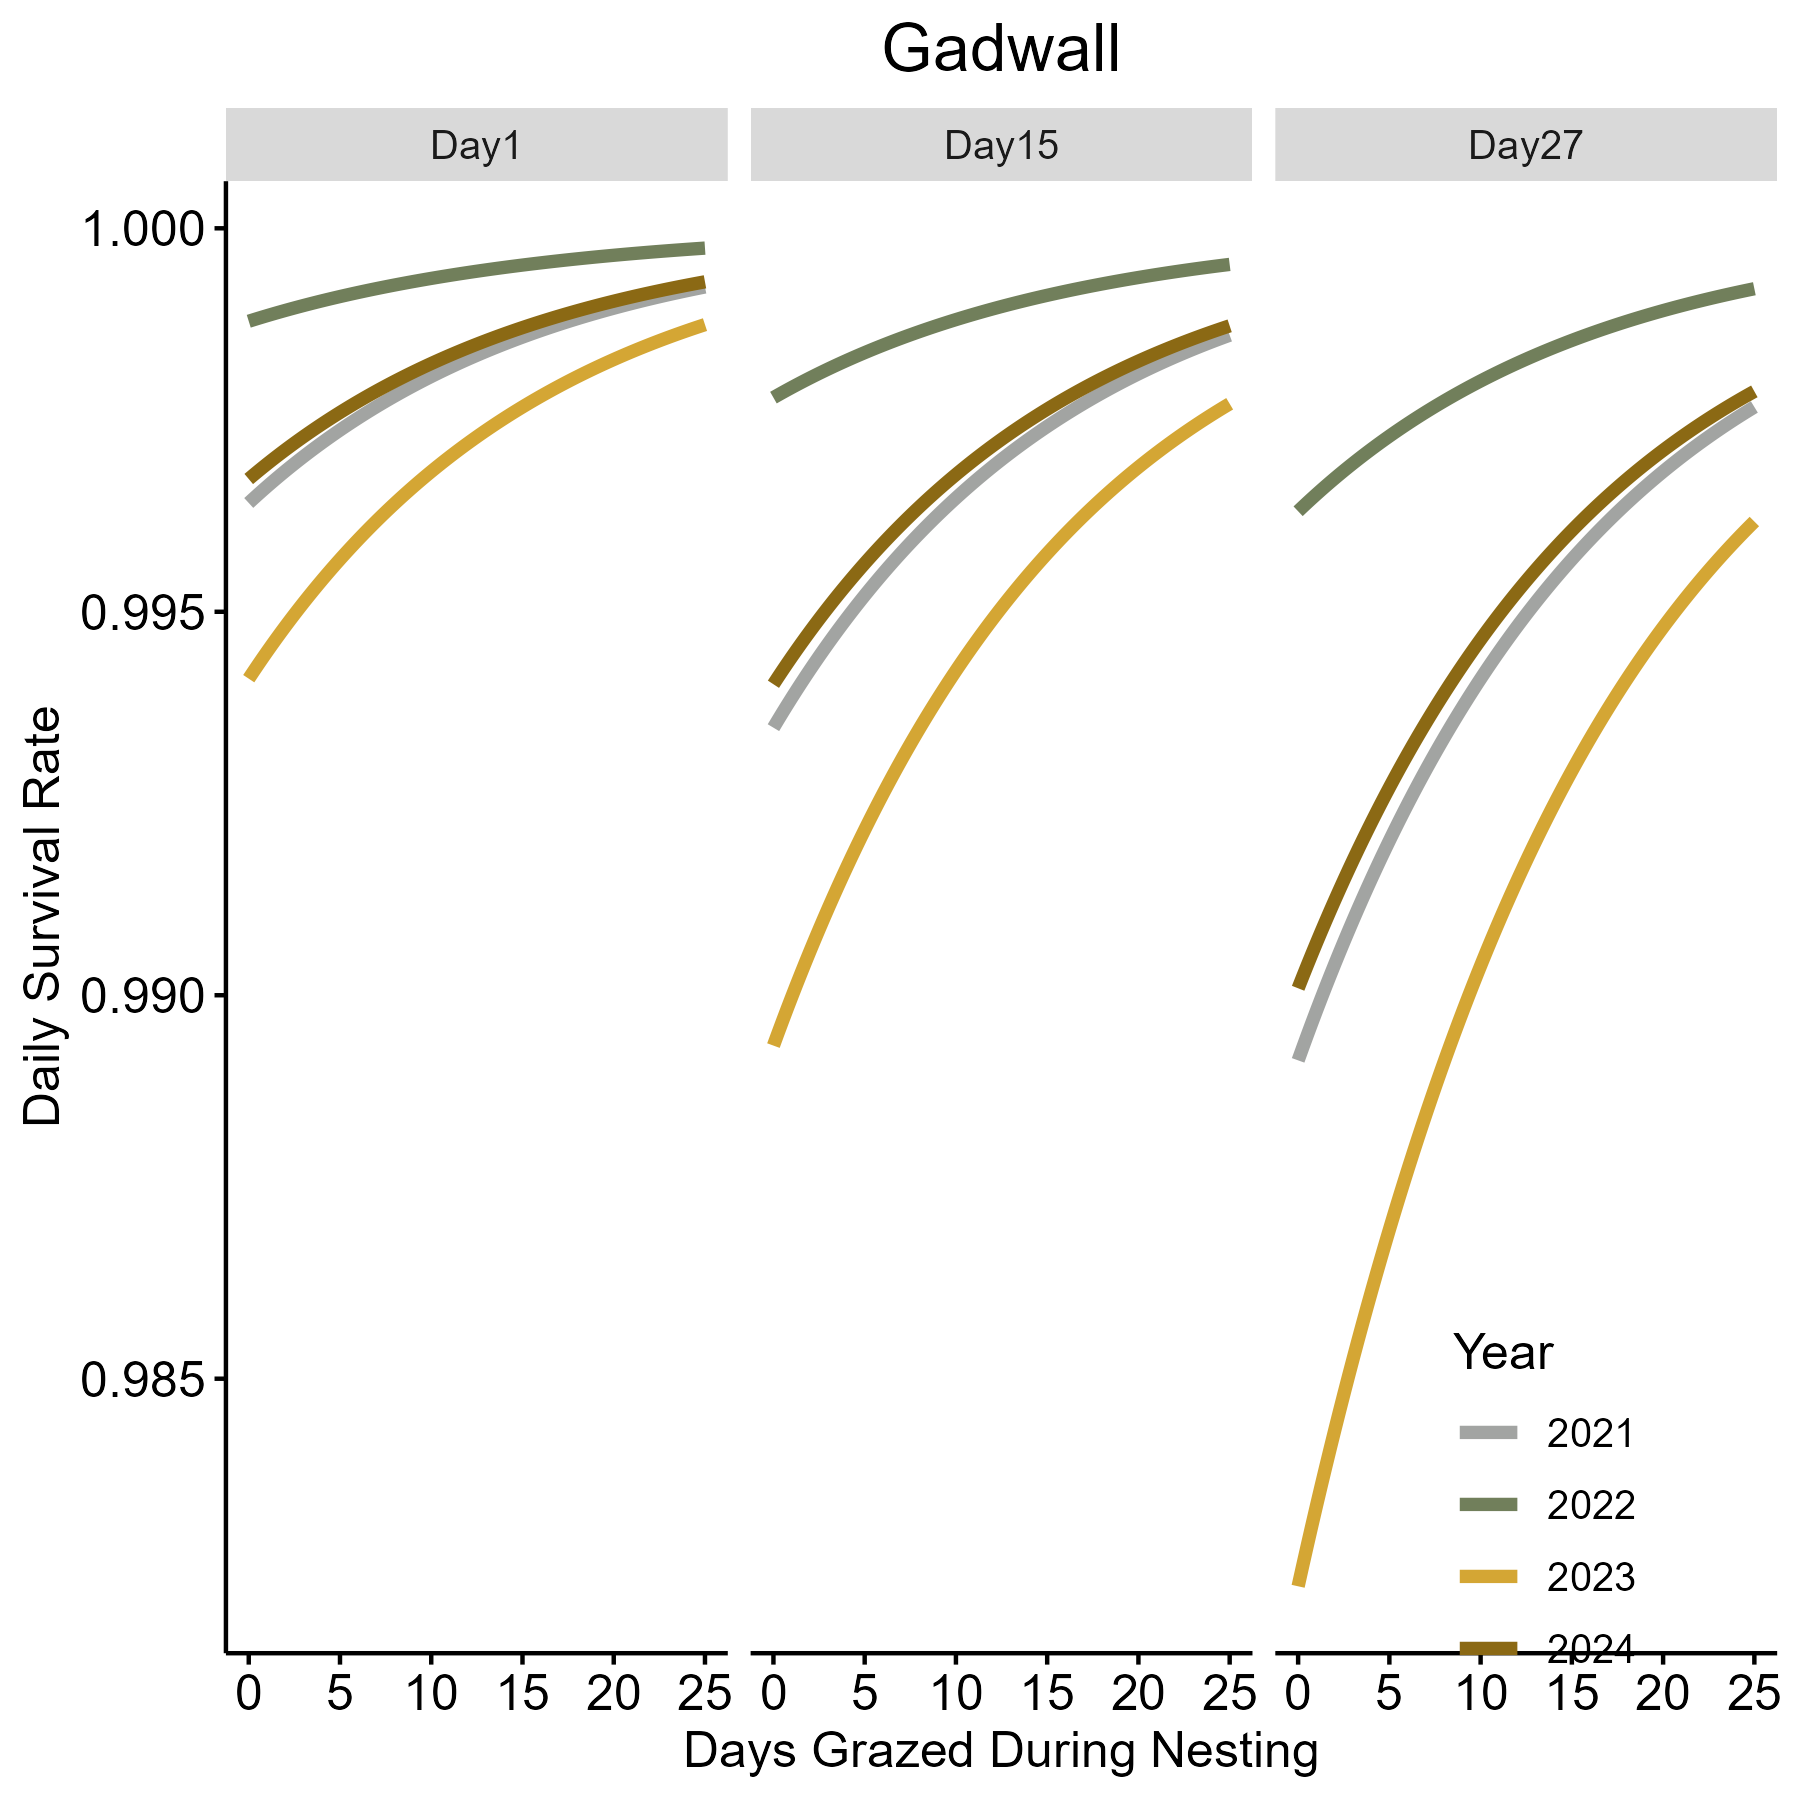 Gadwall
Day1 Day15 Day27
1.000
0.995
0.990
0.985
Daily Survival Rate
Year
2021
2022
2023
2024
0 5 10 15 20 25 0 5 10 15 20 25 0 5 10 15 20 25
Days Grazed During Nesting